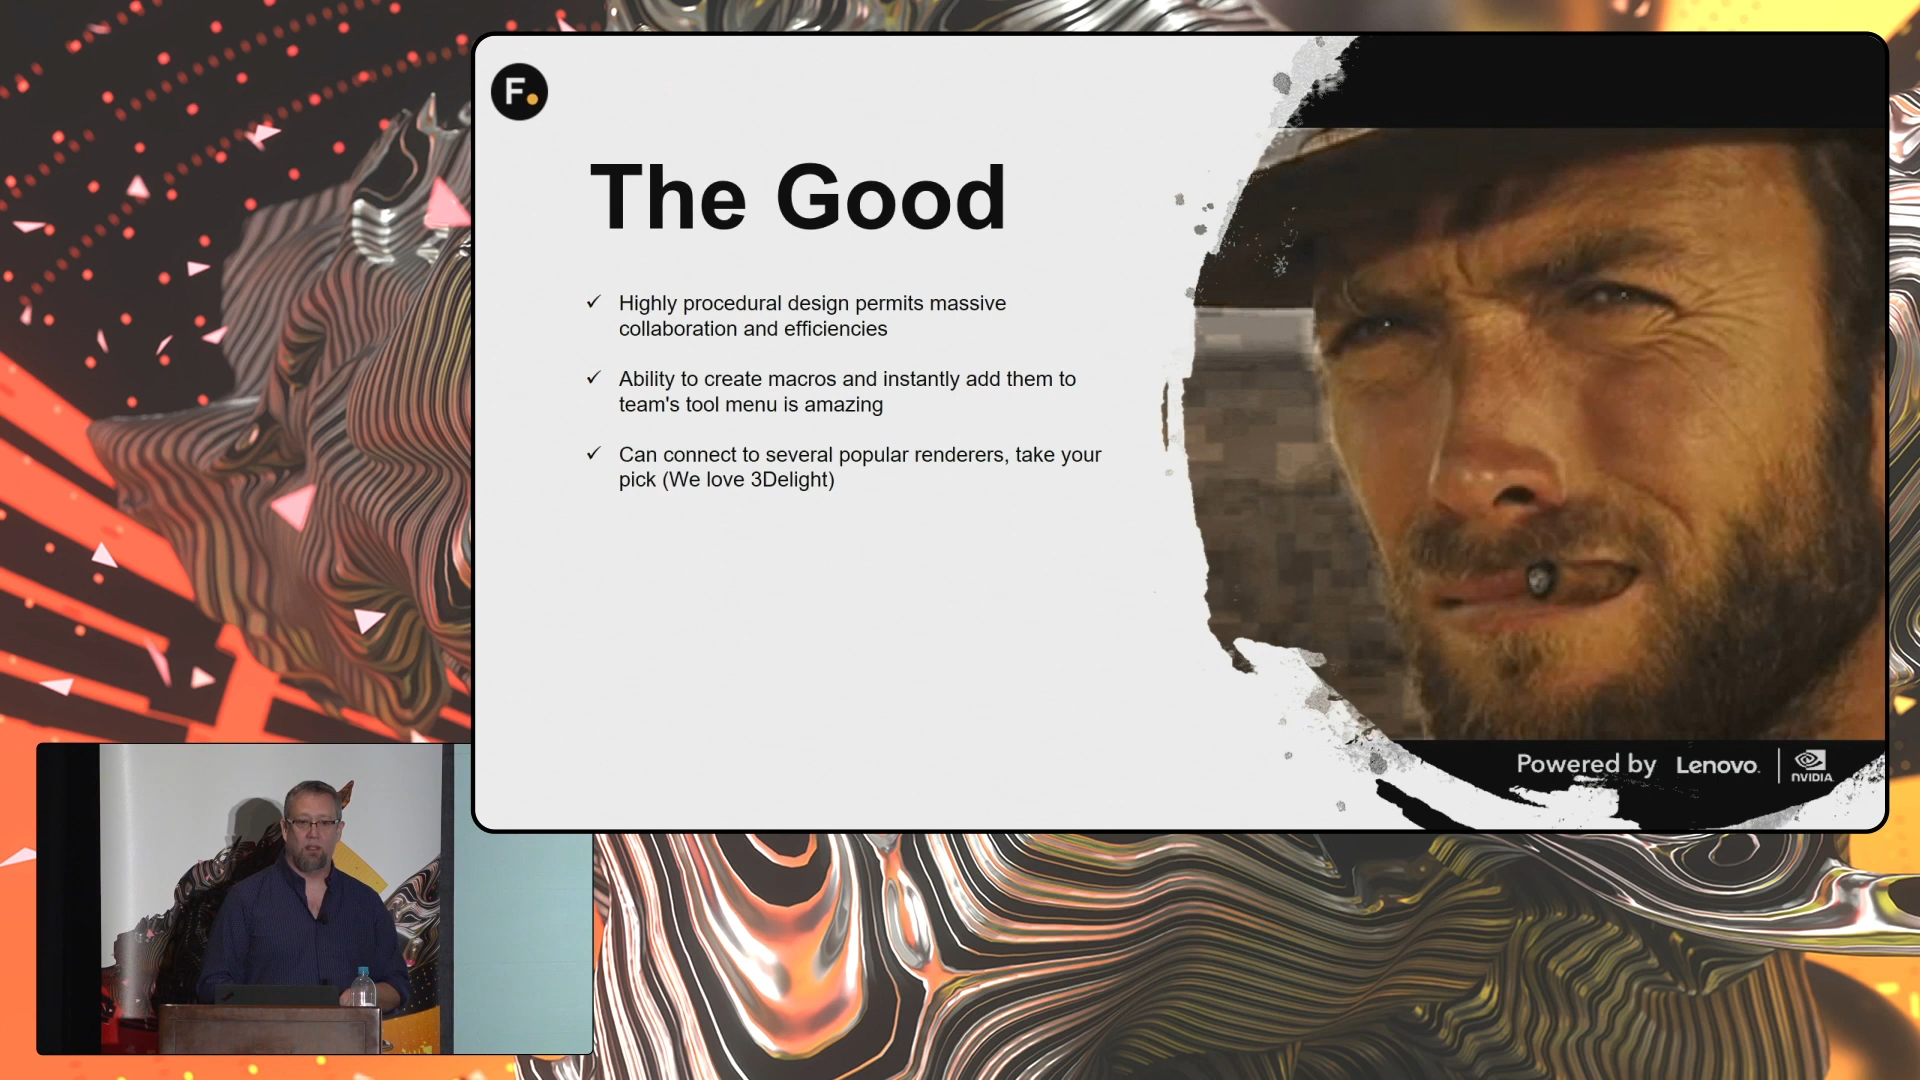 F.
The Good
✓ Highly procedural design permits massive
collaboration and efficiencies
✓ Ability to create macros and instantly add them to
team's tool menu is amazing
✓ Can connect to several popular renderers, take your
pick (We love 3Delight)
Powered by Lenovo. NVIDIA.